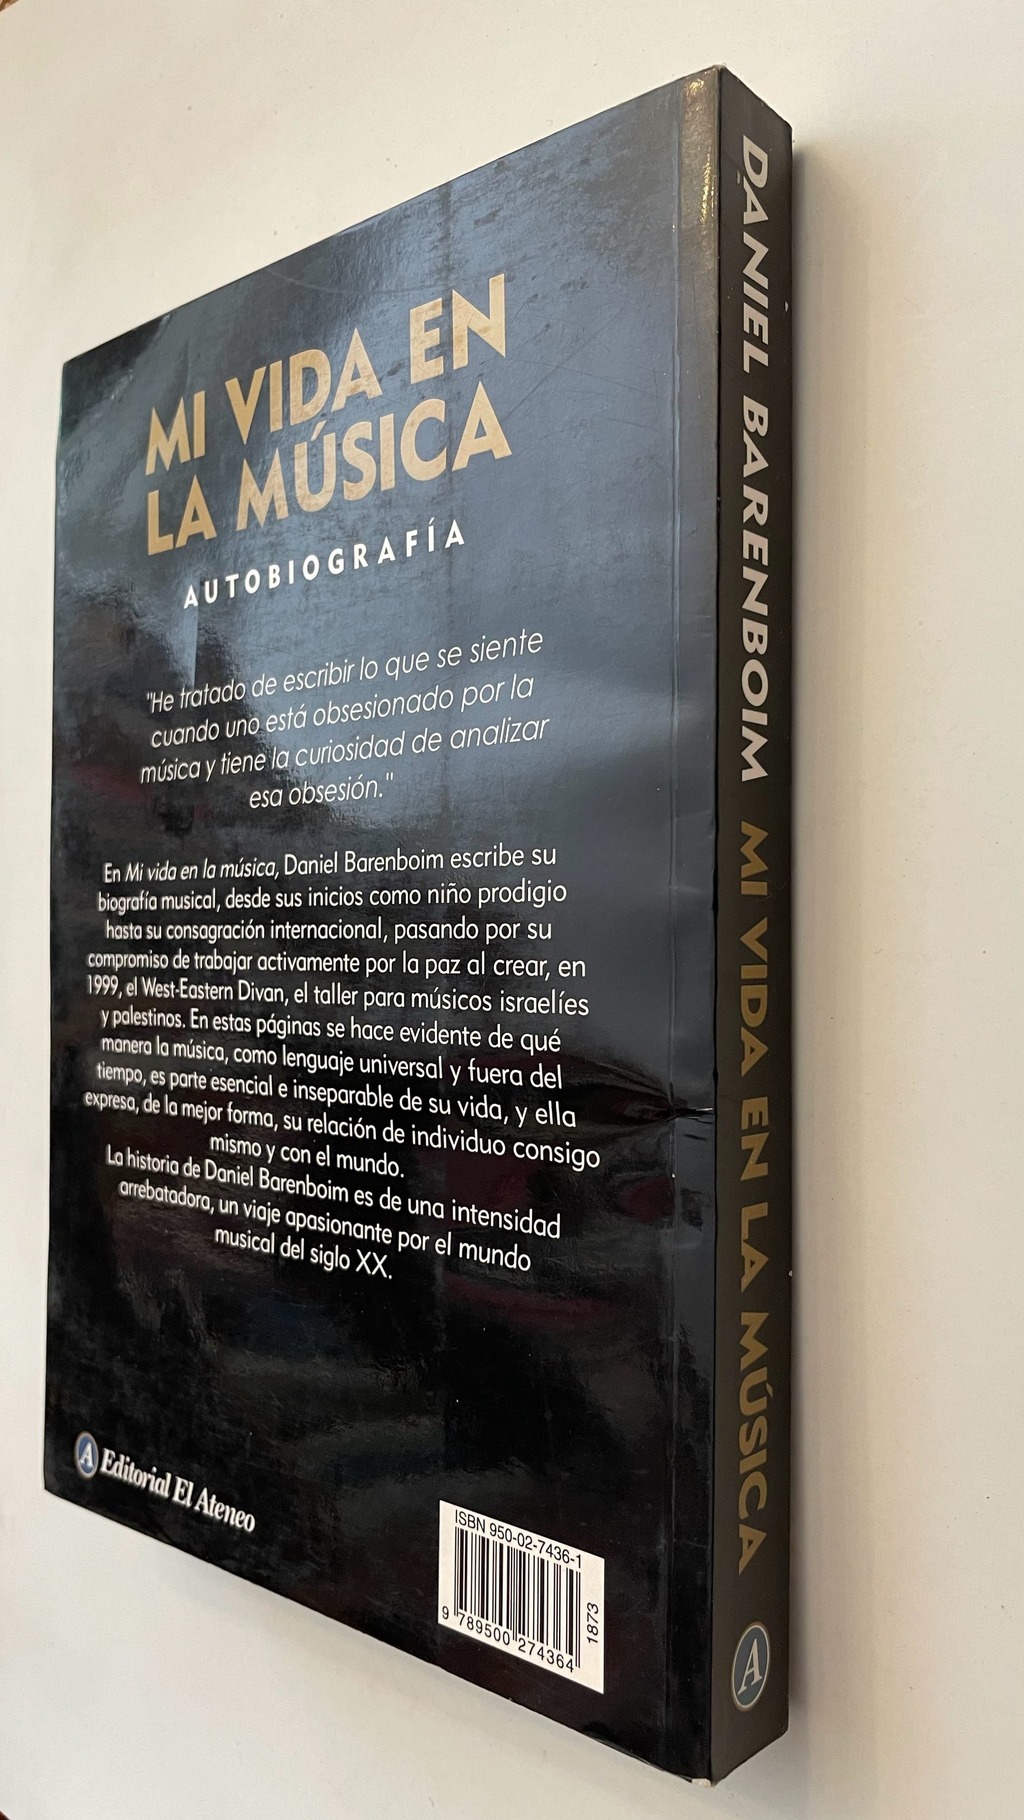 MI VIDA EN
LA MÚSICA
AUTOBIOGRAFÍA
"He tratado de escribir lo que se siente
cuando uno está obsesionado por la
música y tiene la curiosidad de analizar
esa obsesión."
En Mi vida en la música, Daniel Barenboim escribe su
biografía musical, desde sus inicios como niño prodigio
hasta su consagración internacional, pasando por su
compromiso de trabajar activamente por la paz al crear, en
1999, el West-Eastern Divan, el taller para músicos israelíes
y palestinos. En estas páginas se hace evidente de qué
manera la música, como lenguaje universal y fuera del
tiempo, es parte esencial e inseparable de su vida, y ella
expresa, de la mejor forma, su relación de individuo consigo
mismo y con el mundo.
La historia de Daniel Barenboim es de una intensidad
arrebatadora, un viaje apasionante por el mundo
musical del siglo XX.
A Editorial El Ateneo
ISBN 950-02-7436-1
9 789500 274364
1873
DANIEL BARENBOIM MI VIDA EN LA MÚSICA
A